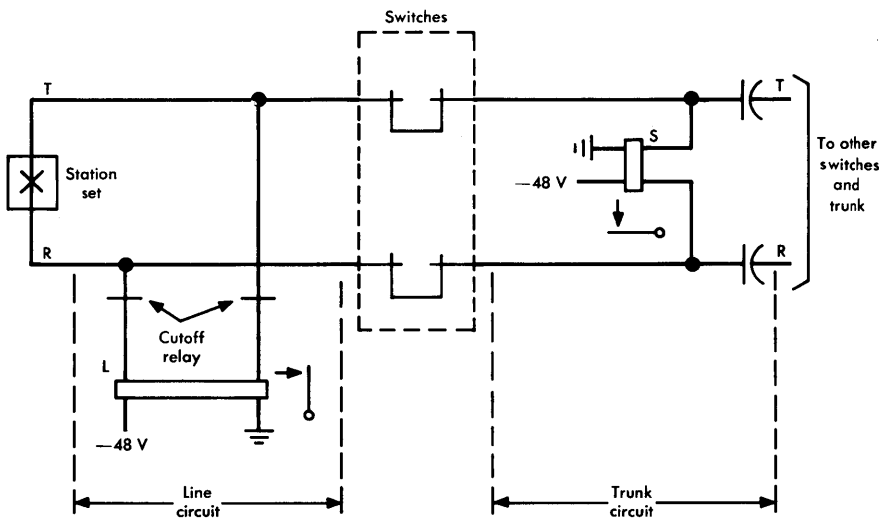 Switches
T
T
S
Station
set
—48 V
To other
switches
and
trunk
R
R
Cutoff
relay
L
—48 V
Line
circuit
Trunk
circuit